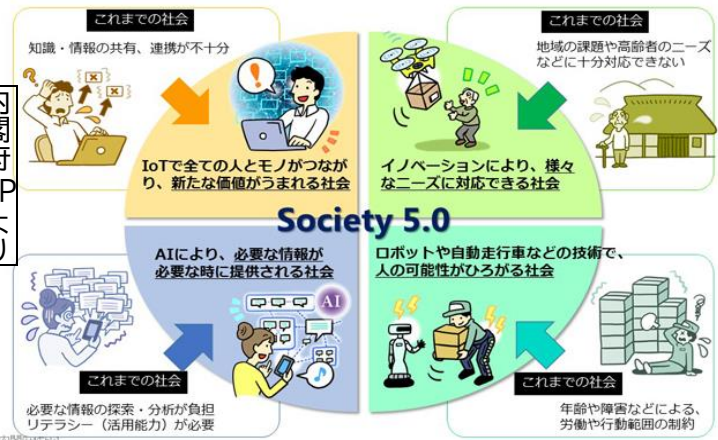 これまでの社会
知識・情報の共有、連携が不十分
これまでの社会
地域の課題や高齢者のニーズ
などに十分対応できない
内閣府HPより
IoTで全ての人とモノがつなが
り、新たな価値がうまれる社会
イノベーションにより、様々
なニーズに対応できる社会
Society 5.0
AIにより、必要な情報が
必要な時に提供される社会
ロボットや自動走行車などの技術で、
人の可能性がひろがる社会
AI
これまでの社会
必要な情報の探索・分析が負担
リテラシー（活用能力）が必要
これまでの社会
年齢や障害などによる、
労働や行動範囲の制約